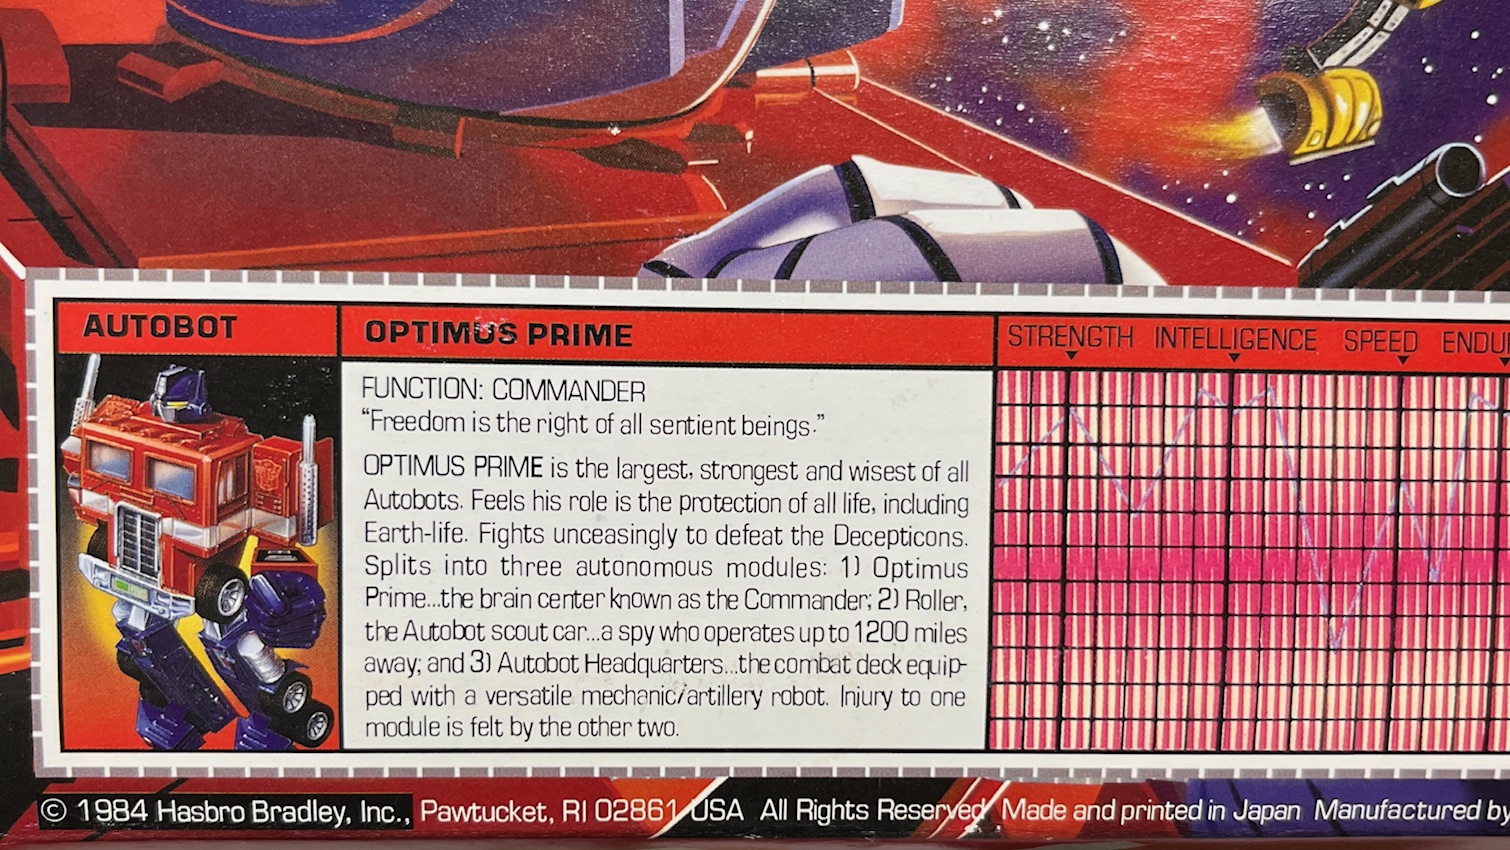 AUTOBOT
OPTIMUS PRIME
STRENGTH INTELLIGENCE SPEED
FUNCTION: COMMANDER
“Freedom is the right of all sentient beings.”
OPTIMUS PRIME is the largest, strongest and wisest of all
Autobots. Feels his role is the protection of all life, including
Earth-life. Fights unceasingly to defeat the Decepticons.
Splits into three autonomous modules: 1) Optimus
Prime...the brain center known as the Commander; 2) Roller,
the Autobot scout car...a spy who operates up to 1200 miles
away; and 3) Autobot Headquarters...the combat deck equip-
ped with a versatile mechanic/artillery robot. Injury to one
module is felt by the other two.
© 1984 Hasbro Bradley, Inc., Pawtucket, RI 02861 USA All Rights Reserved Made and printed in Japan Manufactured by